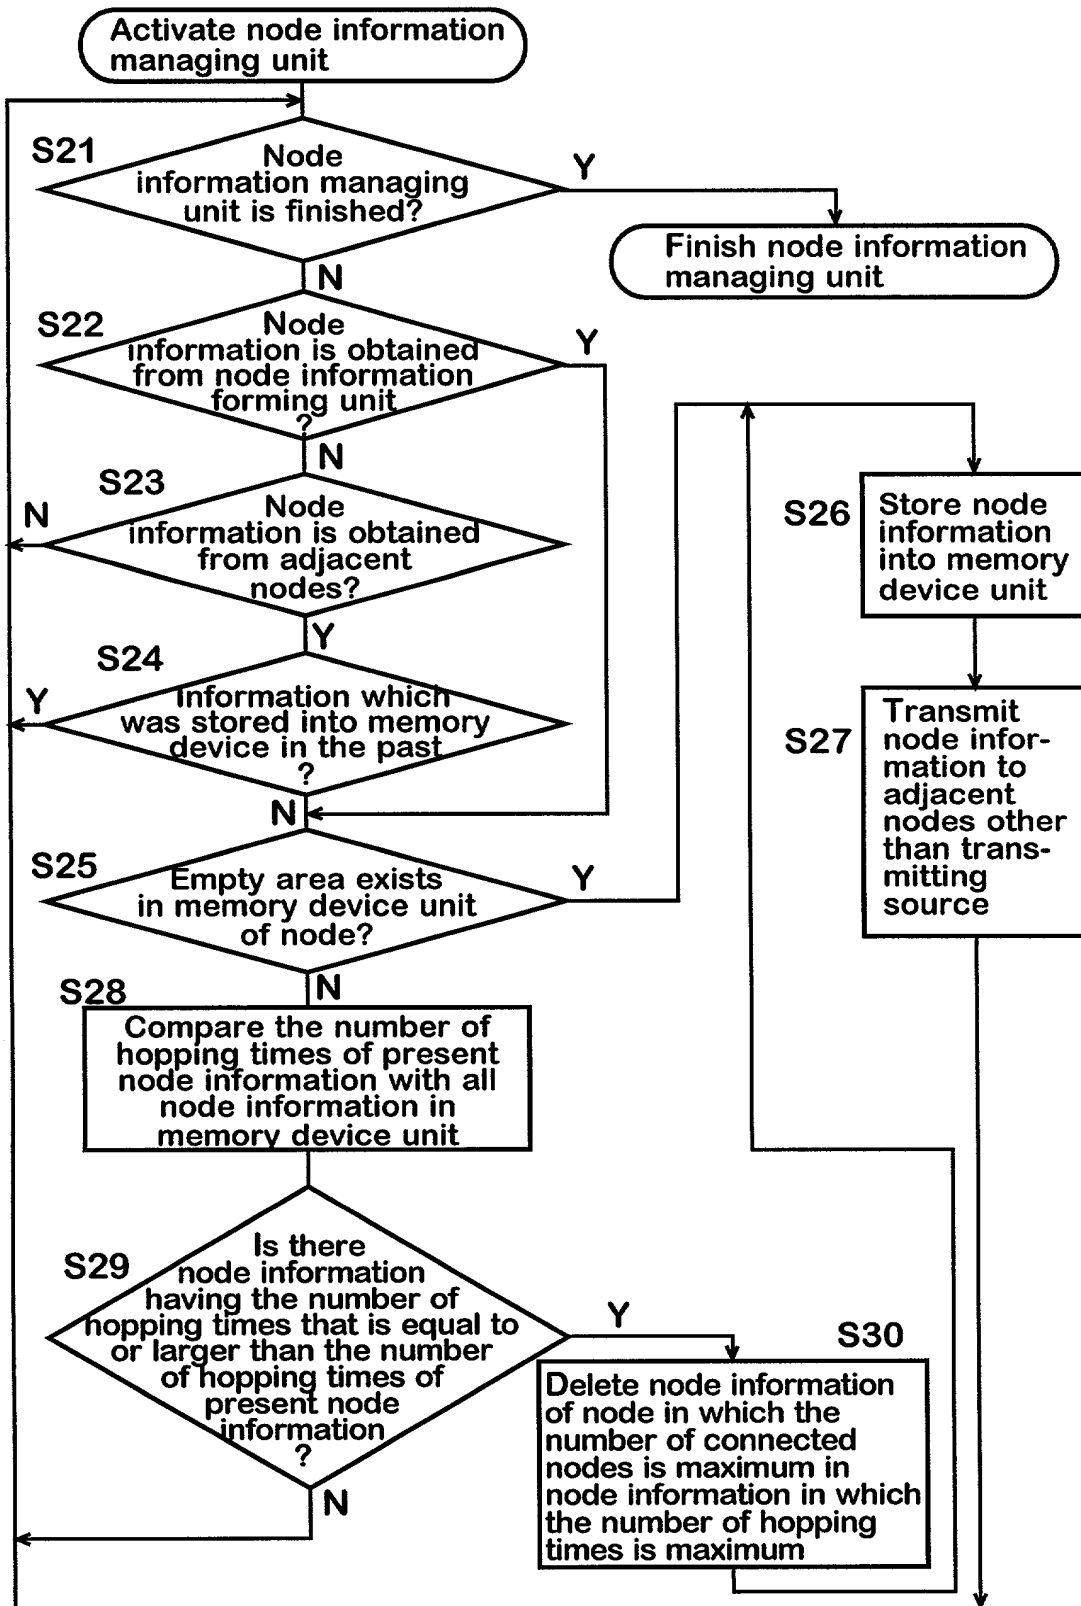 Activate node information
managing unit
S21
Node
information managing
unit is finished?
Y
Finish node information
managing unit
N
S22
Node
information is obtained
from node information
forming unit
?
Y
N
S23
Node
information is obtained
from adjacent
nodes?
N
Y
S24
Information which
was stored into memory
device in the past
?
Y
N
S25
Empty area exists
in memory device unit
of node?
Y
N
S26
Store node
information
into memory
device unit
S27
Transmit
node infor-
mation to
adjacent
nodes other
than trans-
mitting
source
S28
Compare the number of
hopping times of present
node information with all
node information in
memory device unit
S29
Is there
node information
having the number of
hopping times that is equal to
or larger than the number
of hopping times of
present node
information
?
Y
N
S30
Delete node information
of node in which the
number of connected
nodes is maximum in
node information in which
the number of hopping
times is maximum